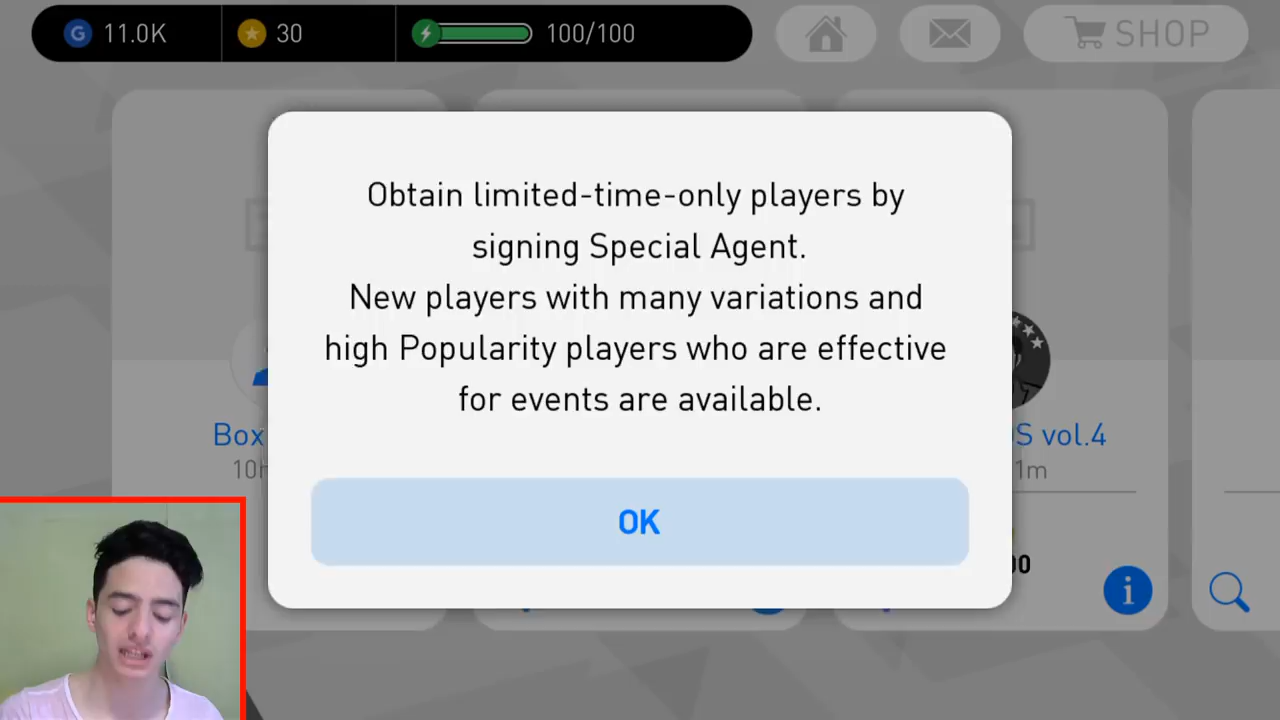 11.0K
30
100/100
SHOP
Obtain limited-time-only players by
signing Special Agent.
New players with many variations and
high Popularity players who are effective
for events are available.
Box
S vol.4
10h
1m
OK
00